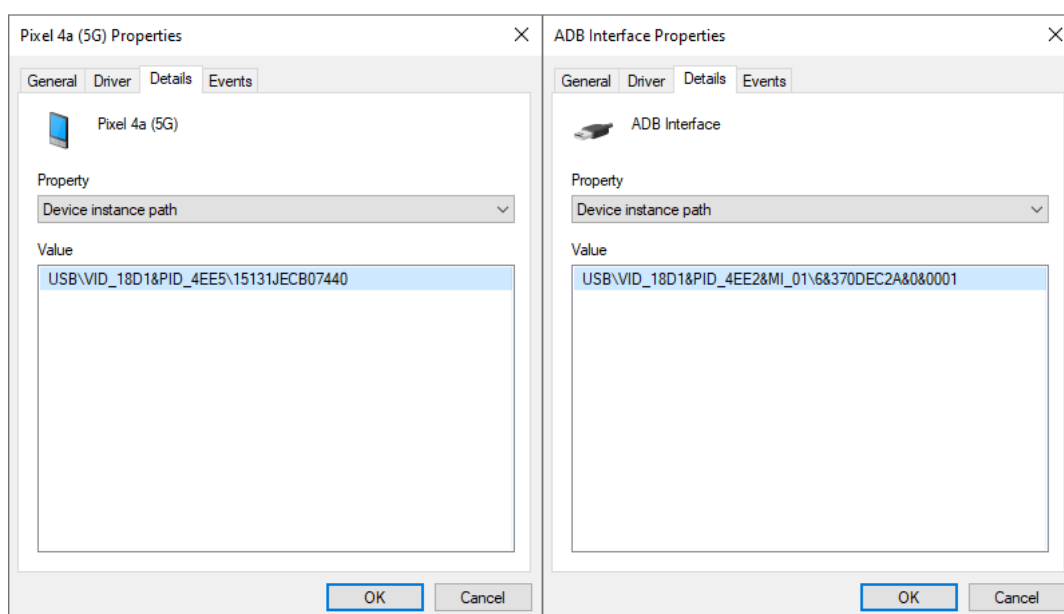 Pixel 4a (5G) Properties
General Driver Details Events
Pixel 4a (5G)
Property
Device instance path
Value
USB\VID_18D1&PID_4EE5\15131JECB07440
OK Cancel
ADB Interface Properties
General Driver Details Events
ADB Interface
Property
Device instance path
Value
USB\VID_18D1&PID_4EE2&MI_01\6&370DEC2A&0&0001
OK Cancel